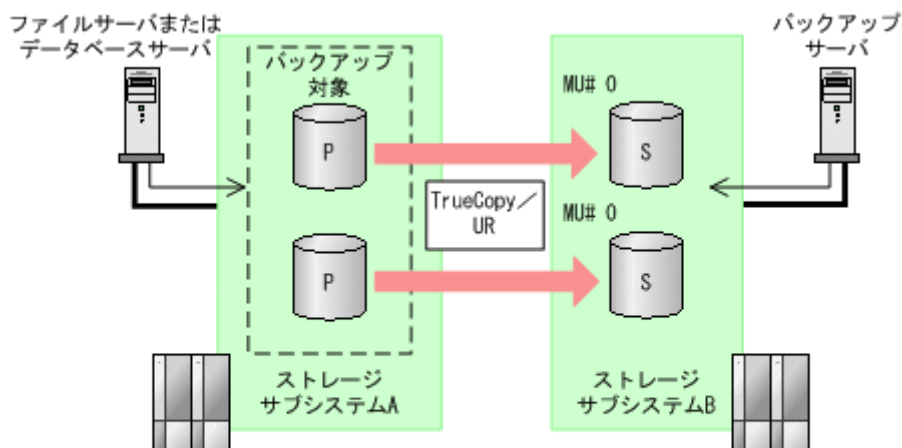 ファイルサーバまたは
データベースサーバ
バックアップ
対象
P
P
ストレージ
サブシステムA
TrueCopy／
UR
MU# 0
S
MU# 0
S
ストレージ
サブシステムB
バックアップ
サーバ